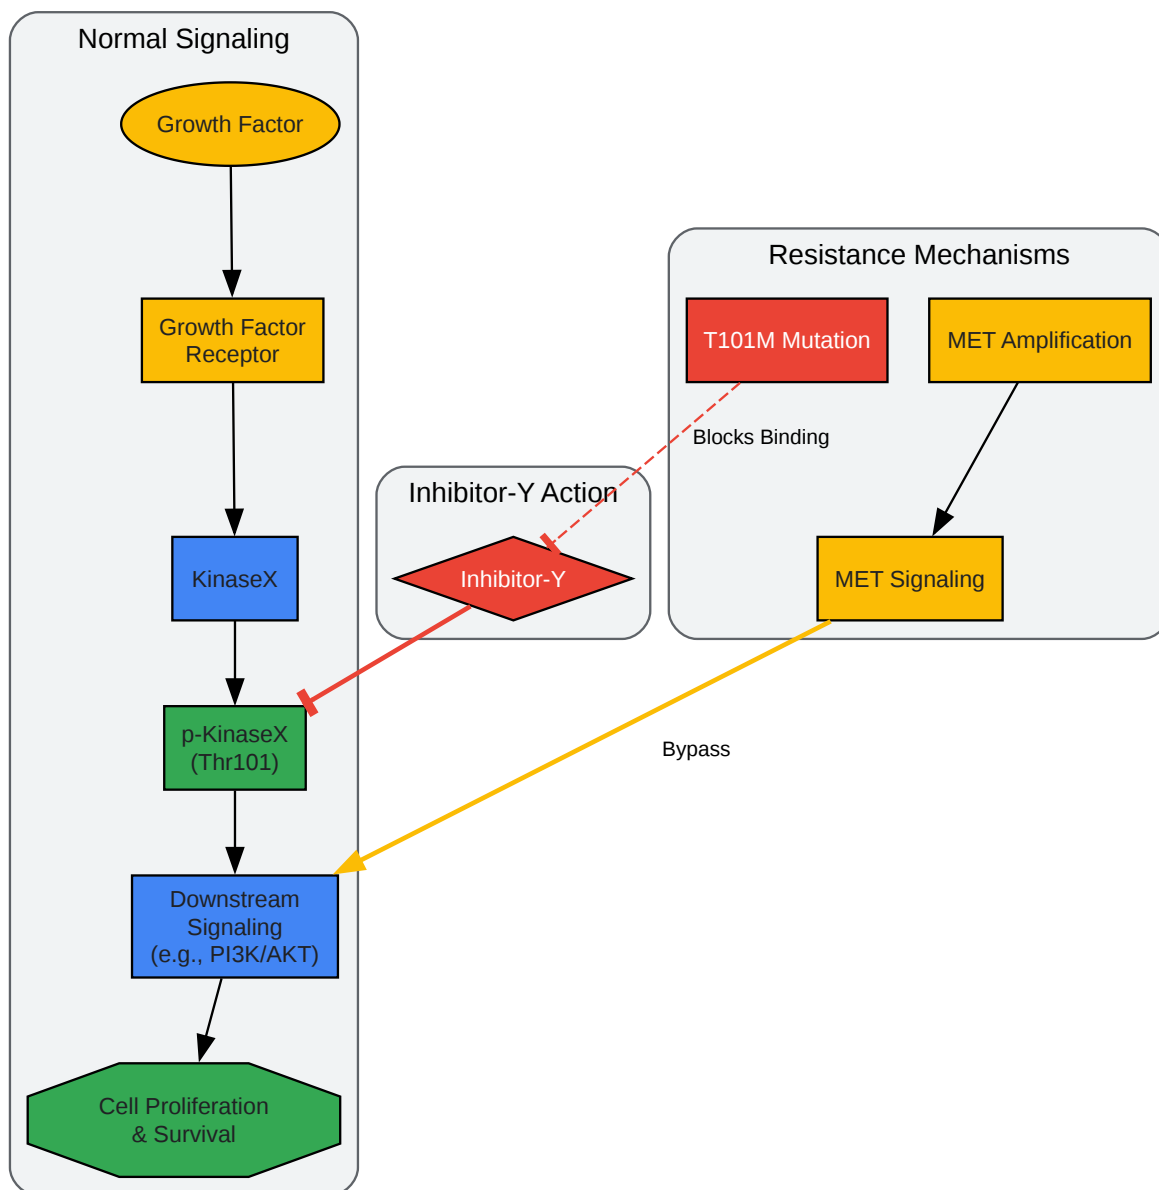 Normal Signaling
Growth Factor
Growth Factor
Receptor
KinaseX
p-KinaseX
(Thr101)
Downstream
Signaling
(e.g., PI3K/AKT)
Cell Proliferation
& Survival
Inhibitor-Y Action
Inhibitor-Y
Resistance Mechanisms
T101M Mutation
MET Amplification
Blocks Binding
MET Signaling
Bypass